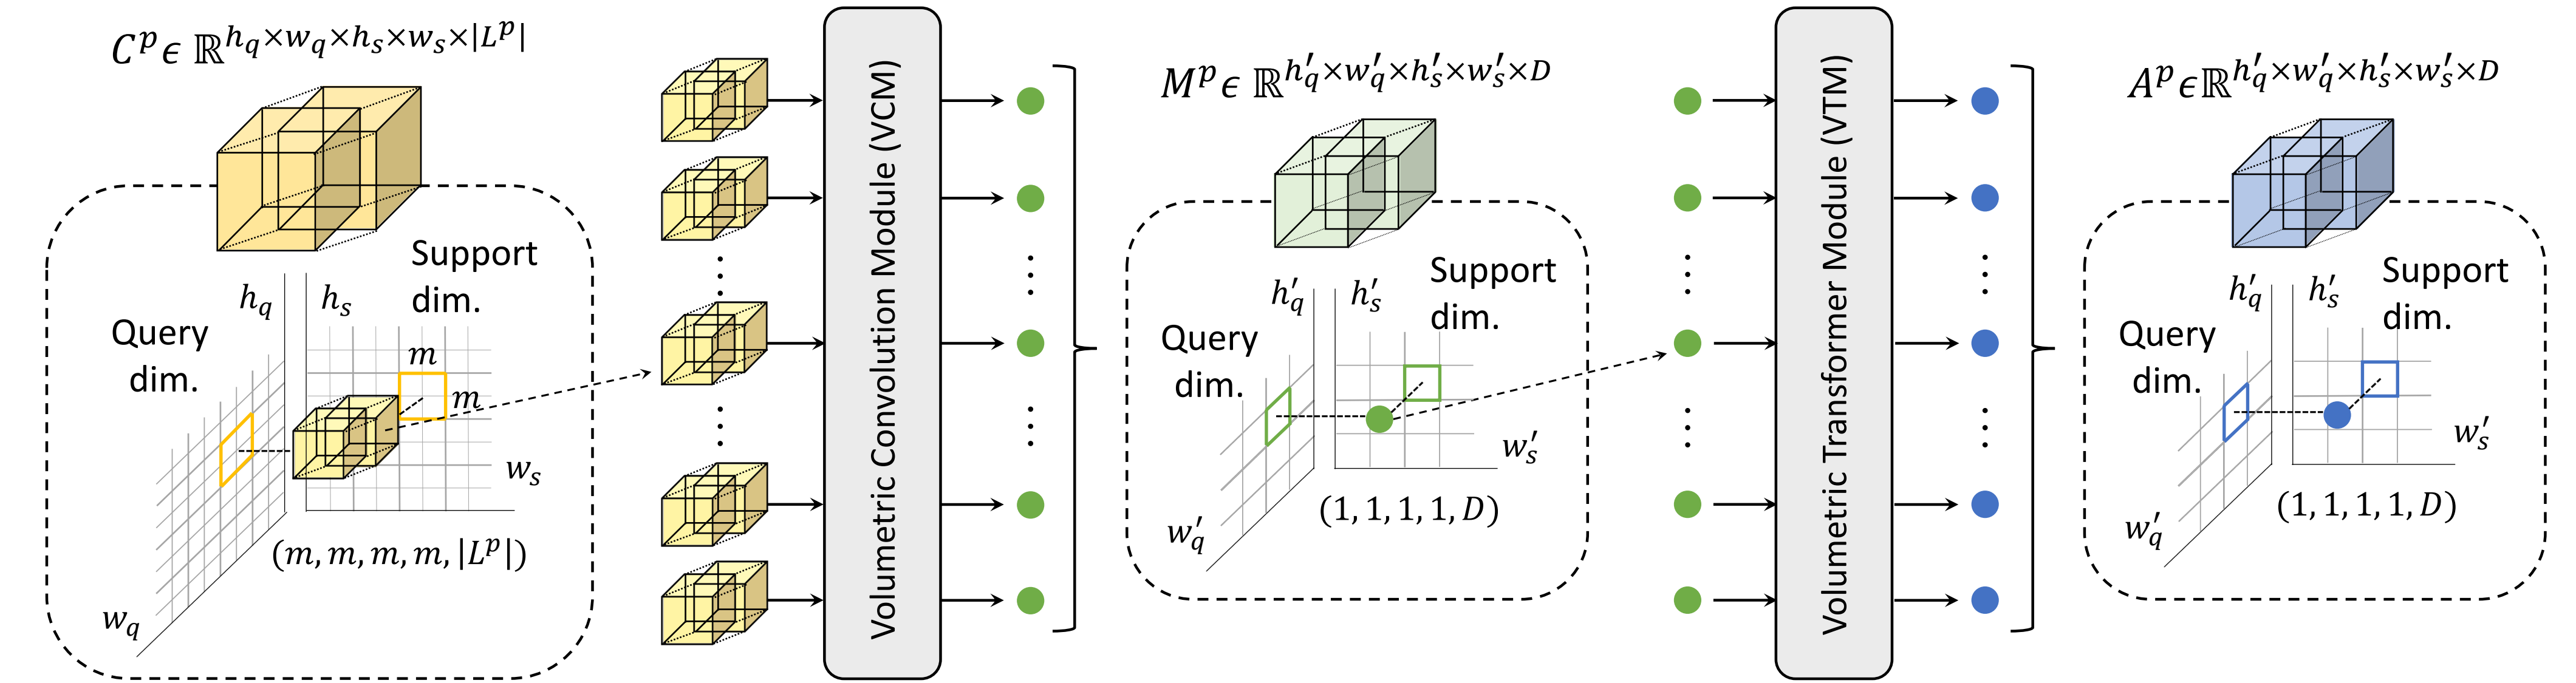 C^p ϵ ℝ^{h_q×w_q×h_s×w_s×|L^p|}
Query
dim.
h_q
h_s
Support
dim.
m
m
w_s
w_q
(m, m, m, m, |L^p|)
Volumetric Convolution Module (VCM)
M^p ϵ ℝ^{h'_q×w'_q×h'_s×w'_s×D}
Query
dim.
h'_q
h'_s
Support
dim.
w'_s
w'_q
(1, 1, 1, 1, D)
Volumetric Transformer Module (VTM)
A^p ϵ ℝ^{h'_q×w'_q×h'_s×w'_s×D}
Query
dim.
h'_q
h'_s
Support
dim.
w'_s
w'_q
(1, 1, 1, 1, D)